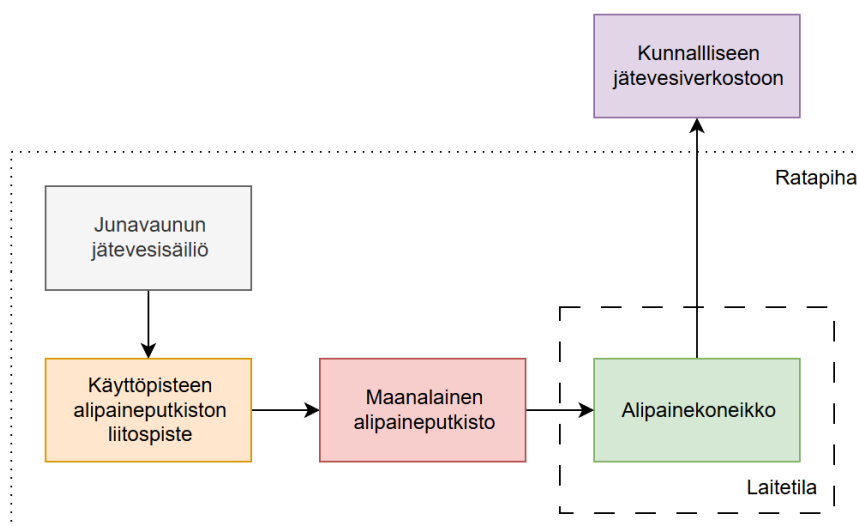 Kunnallliseen
jätevesiverkostoon
Ratapiha
Junavaunun
jätevesisäiliö
Käyttöpisteen
alipaineputkiston
liitospiste
Maanalainen
alipaineputkisto
Alipainekoneikko
Laitetila